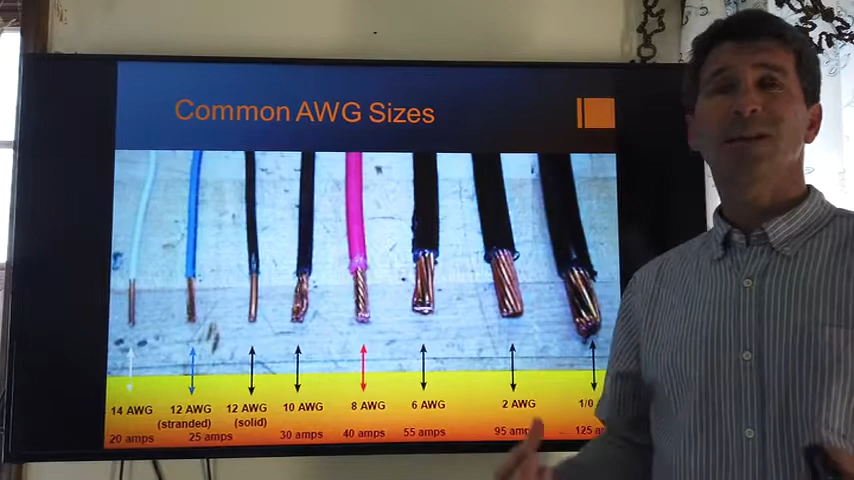 Common AWG Sizes
14 AWG 12 AWG 12 AWG 10 AWG 8 AWG 6 AWG 2 AWG 1/0
(stranded) (solid)
20 amps 25 amps 30 amps 40 amps 55 amps 95 amps 125